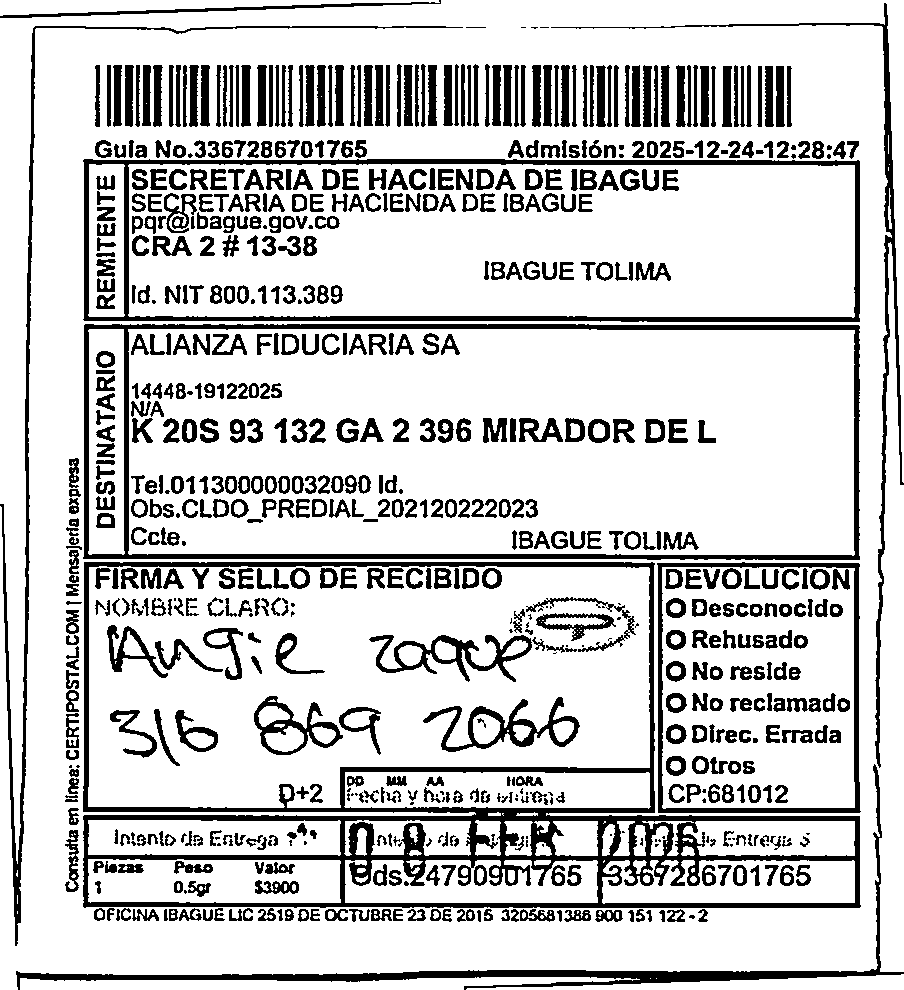 Guia No.3367286701765 Admisión: 2025-12-24-12:28:47
REMITENTE
SECRETARIA DE HACIENDA DE IBAGUE
SECRETARIA DE HACIENDA DE IBAGUE
pqr@ibague.gov.co
CRA 2 # 13-38
IBAGUE TOLIMA
Id. NIT 800.113.389
DESTINATARIO
ALIANZA FIDUCIARIA SA
14448-19122025
N/A
K 20S 93 132 GA 2 396 MIRADOR DE L
Tel.011300000032090 Id.
Obs.CLDO_PREDIAL_202120222023
Ccte. IBAGUE TOLIMA
Consulta en línea: CERTIPOSTAL.COM | Mensajería expresa
FIRMA Y SELLO DE RECIBIDO
NOMBRE CLARO:
Angie zaque
316 869 2066
D+2
DD MM AA HORA
Fecha y hora de entrega
DEVOLUCION
O Desconocido
O Rehusado
O No reside
O No reclamado
O Direc. Errada
O Otros
CP:681012
Intento de Entrega
08 FEB 2026
de Entrega 3
Piezas Peso Valor
1 0.5gr $3900
Uds.24790901765 3367286701765
OFICINA IBAGUE LIC 2519 DE OCTUBRE 23 DE 2015 3205681386 900 151 122 - 2